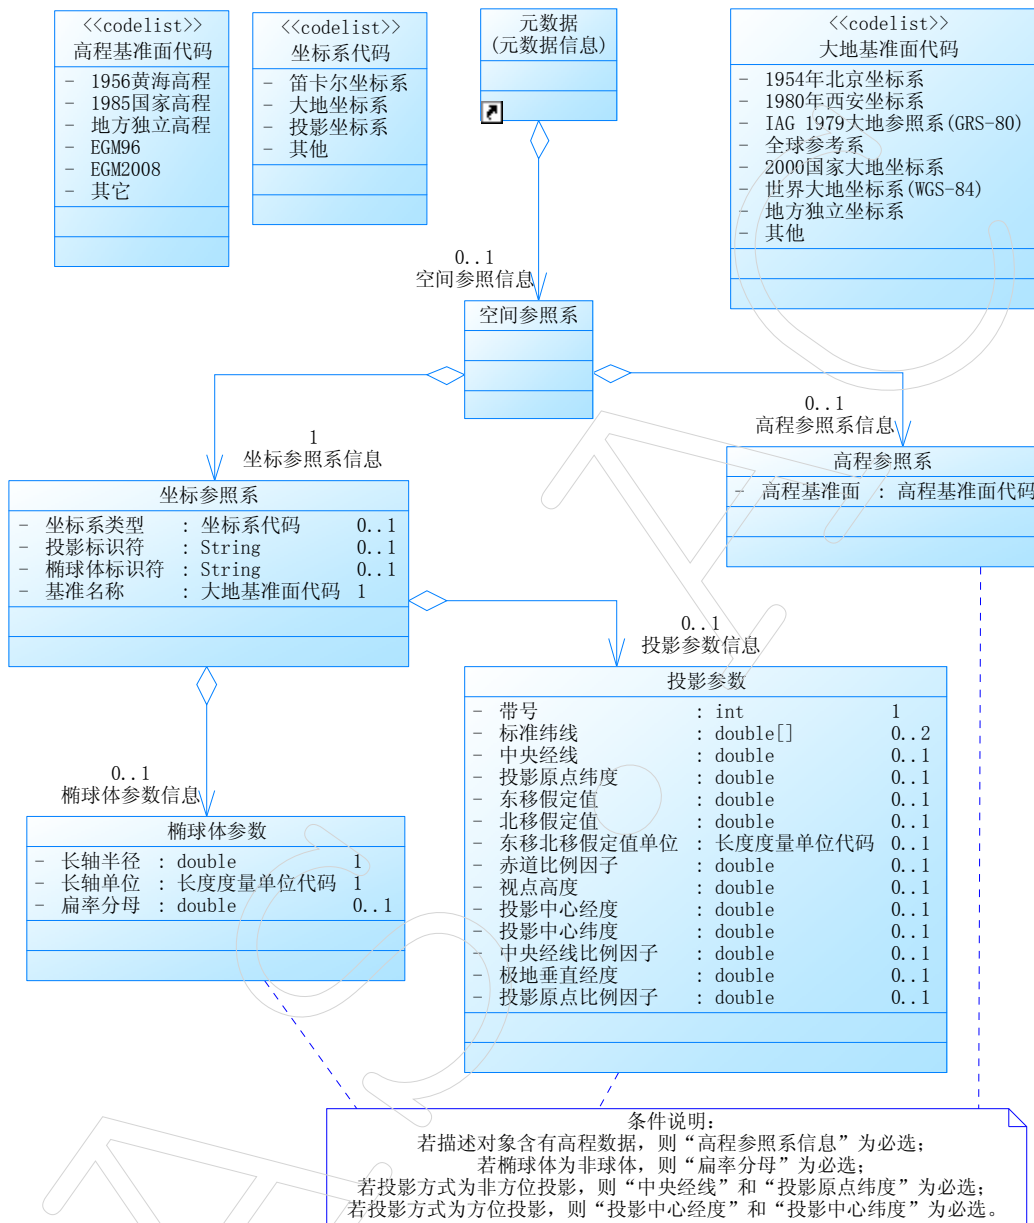 <<codelist>>
高程基准面代码
- 1956黄海高程
- 1985国家高程
- 地方独立高程
- EGM96
- EGM2008
- 其它
<<codelist>>
坐标系代码
- 笛卡尔坐标系
- 大地坐标系
- 投影坐标系
- 其他
元数据
(元数据信息)
<<codelist>>
大地基准面代码
- 1954年北京坐标系
- 1980年西安坐标系
- IAG 1979大地参照系(GRS-80)
- 全球参考系
- 2000国家大地坐标系
- 世界大地坐标系(WGS-84)
- 地方独立坐标系
- 其他
0..1
空间参照信息
空间参照系
1
坐标参照系信息
0..1
高程参照系信息
坐标参照系
- 坐标系类型 : 坐标系代码 0..1
- 投影标识符 : String 0..1
- 椭球体标识符 : String 0..1
- 基准名称 : 大地基准面代码 1
高程参照系
- 高程基准面 : 高程基准面代码
0..1
投影参数信息
投影参数
- 带号 : int 1
- 标准纬线 : double[] 0..2
- 中央经线 : double 0..1
- 投影原点纬度 : double 0..1
- 东移假定值 : double 0..1
- 北移假定值 : double 0..1
- 东移北移假定值单位 : 长度度量单位代码 0..1
- 赤道比例因子 : double 0..1
- 视点高度 : double 0..1
- 投影中心经度 : double 0..1
- 投影中心纬度 : double 0..1
- 中央经线比例因子 : double 0..1
- 极地垂直经度 : double 0..1
- 投影原点比例因子 : double 0..1
0..1
椭球体参数信息
椭球体参数
- 长轴半径 : double 1
- 长轴单位 : 长度度量单位代码 1
- 扁率分母 : double 0..1
条件说明:
若描述对象含有高程数据，则“高程参照系信息”为必选；
若椭球体为非球体，则“扁率分母”为必选；
若投影方式为非方位投影，则“中央经线”和“投影原点纬度”为必选；
若投影方式为方位投影，则“投影中心经度”和“投影中心纬度”为必选。